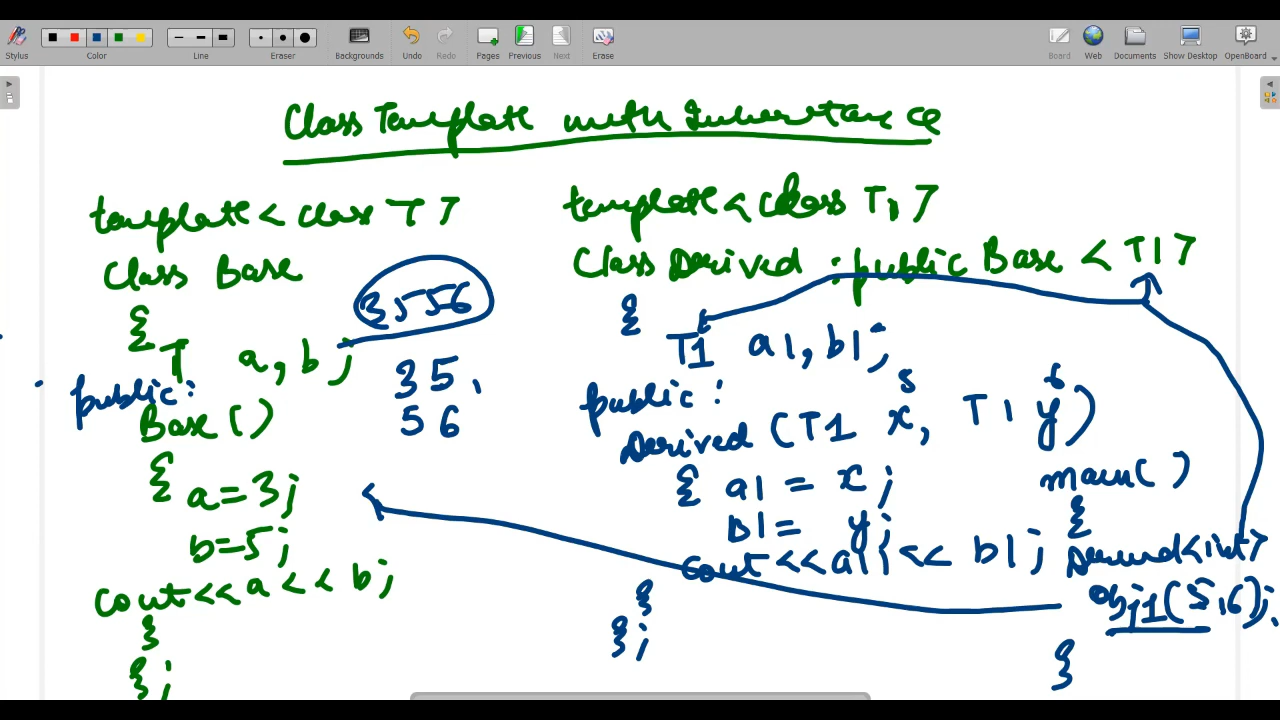 Stylus Color Line Eraser Backgrounds Undo Redo Pages Previous Next Erase Board Web Documents Show Desktop OpenBoard
Class Template with Inheritance
template < class T >
Class Base
{
T a, b ;
public :
Base ( )
{
a = 3 ;
b = 5 ;
cout << a << b ;
}
} ;
3556
35 ,
56
template < class T1 >
Class Derived : public Base < T1 >
{
T1 a1 , b1 ;
public :
5 6
Derived ( T1 x , T1 y )
{ a1 = x ;
b1 = y ;
cout << a1 << b1 ;
}
} ;
main ( )
{
Derived <int>
obj1 ( 5 , 6 ) ;
}